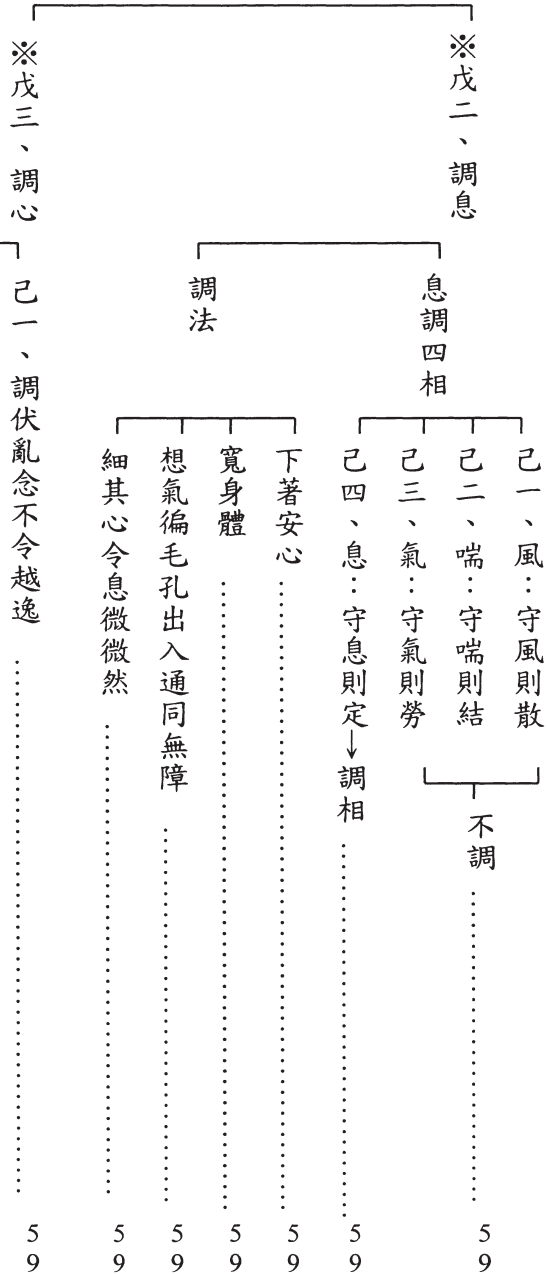 ※戊二、調息
息調四相
己一、風：守風則散
己二、喘：守喘則結
己三、氣：守氣則勞
不調 59
己四、息：守息則定→調相 59
調法
下著安心 59
寬身體 59
想氣徧毛孔出入通同無障 59
細其心令息微微然 59
※戊三、調心
己一、調伏亂念不令越逸 59